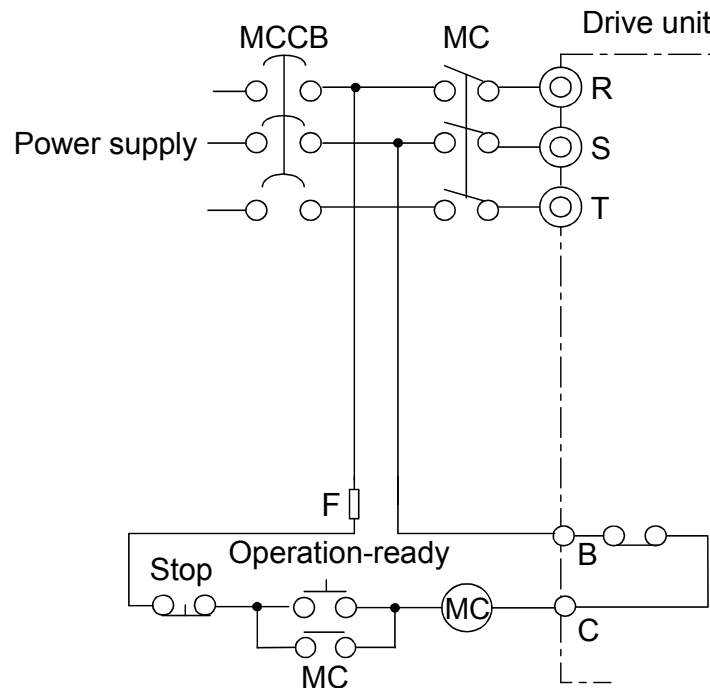 Drive unit
MCCB
MC
R
Power supply
S
T
F
Operation-ready
B
Stop
MC
C
MC